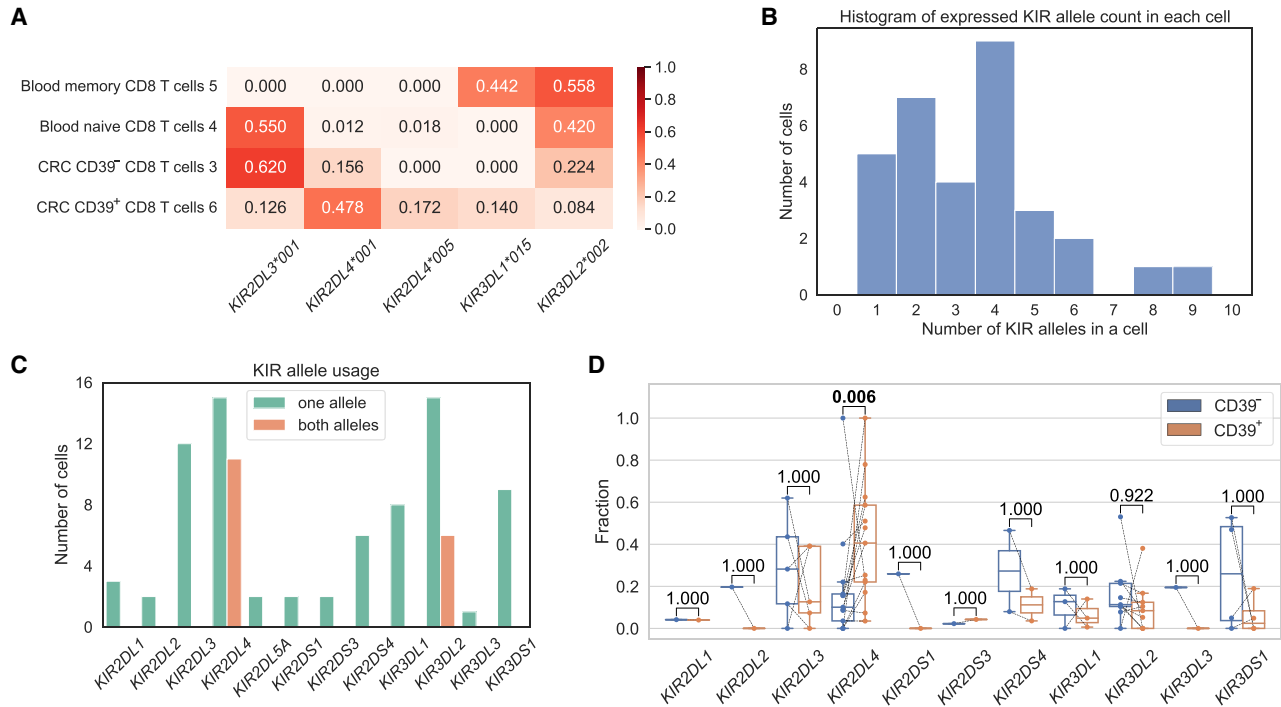 A
Blood memory CD8 T cells 5 0.000 0.000 0.000 0.442 0.558
Blood naive CD8 T cells 4 0.550 0.012 0.018 0.000 0.420
CRC CD39⁻ CD8 T cells 3 0.620 0.156 0.000 0.000 0.224
CRC CD39⁺ CD8 T cells 6 0.126 0.478 0.172 0.140 0.084
KIR2DL3*001 KIR2DL4*001 KIR2DL4*005 KIR3DL1*015 KIR3DL2*002
1.0
0.8
0.6
0.4
0.2
0.0
B
Histogram of expressed KIR allele count in each cell
Number of cells
8
6
4
2
0
0 1 2 3 4 5 6 7 8 9 10
Number of KIR alleles in a cell
C
KIR allele usage
one allele
both alleles
Number of cells
16
12
8
4
0
KIR2DL1 KIR2DL2 KIR2DL3 KIR2DL4 KIR2DL5A KIR2DS1 KIR2DS3 KIR2DS4 KIR3DL1 KIR3DL2 KIR3DL3 KIR3DS1
D
CD39⁻
CD39⁺
Fraction
1.0
0.8
0.6
0.4
0.2
0.0
1.000 1.000 1.000 0.006 1.000 1.000 1.000 1.000 0.922 1.000 1.000
KIR2DL1 KIR2DL2 KIR2DL3 KIR2DL4 KIR2DS1 KIR2DS3 KIR2DS4 KIR3DL1 KIR3DL2 KIR3DL3 KIR3DS1